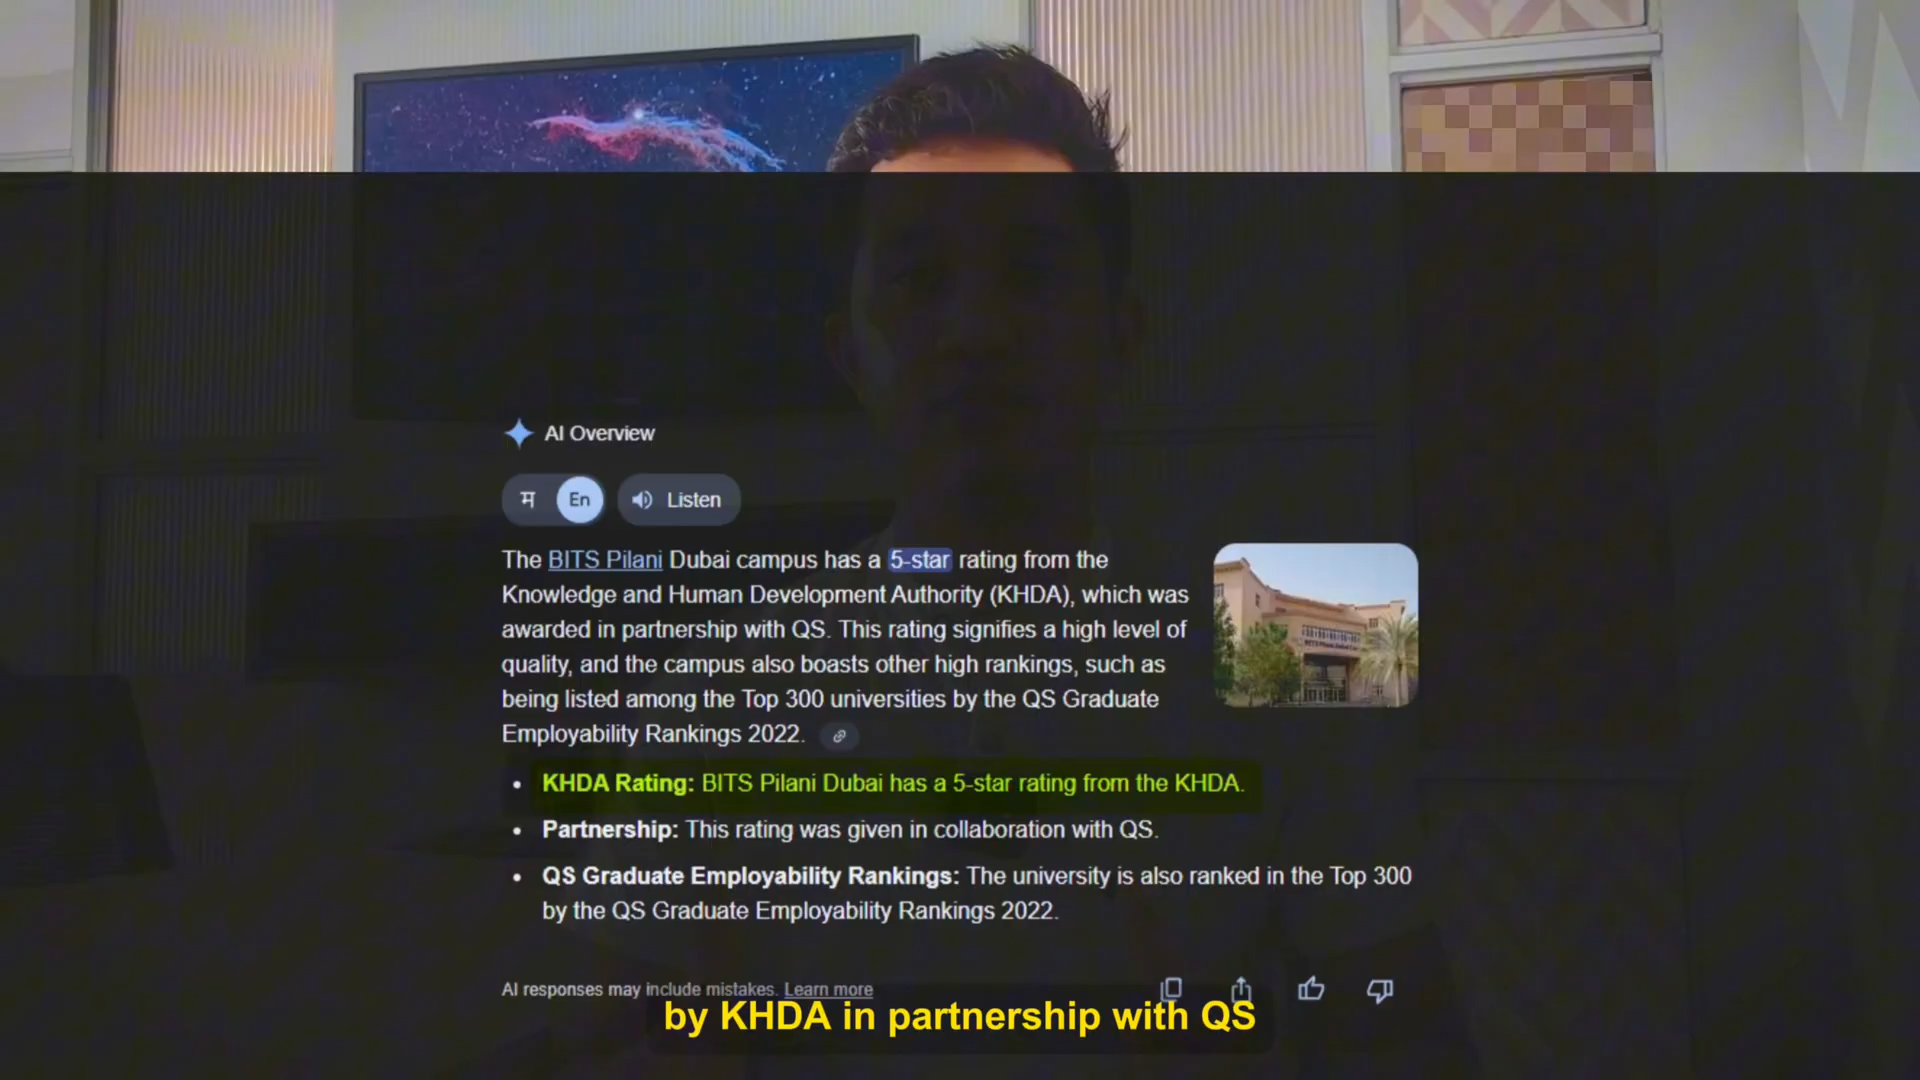 AI Overview
म En Listen
The BITS Pilani Dubai campus has a 5-star rating from the
Knowledge and Human Development Authority (KHDA), which was
awarded in partnership with QS. This rating signifies a high level of
quality, and the campus also boasts other high rankings, such as
being listed among the Top 300 universities by the QS Graduate
Employability Rankings 2022.
• KHDA Rating: BITS Pilani Dubai has a 5-star rating from the KHDA.
• Partnership: This rating was given in collaboration with QS.
• QS Graduate Employability Rankings: The university is also ranked in the Top 300
by the QS Graduate Employability Rankings 2022.
AI responses may include mistakes. Learn more
by KHDA in partnership with QS